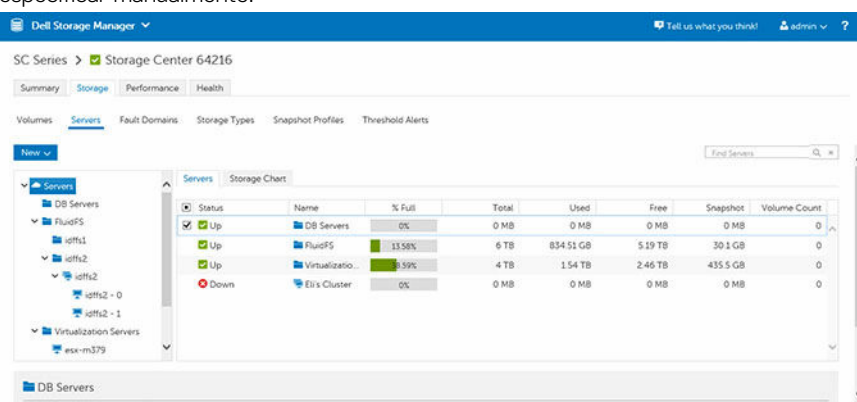 especificar manualmente.
Dell Storage Manager
Tell us what you think!
admin
?
SC Series > Storage Center 64216
Summary Storage Performance Health
Volumes Servers Fault Domains Storage Types Snapshot Profiles Threshold Alerts
New
Find Servers
Servers
DB Servers
FluidFS
idffs1
idffs2
idffs2
idffs2 - 0
idffs2 - 1
Virtualization Servers
esx-m379
Servers Storage Chart
Status Name % Full Total Used Free Snapshot Volume Count
Up DB Servers 0% 0 MB 0 MB 0 MB 0 MB 0
Up FluidFS 13.58% 6 TB 834.51 GB 5.19 TB 30.1 GB 0
Up Virtualizatio... 38.59% 4 TB 1.54 TB 2.46 TB 435.5 GB 0
Down Eli's Cluster 0% 0 MB 0 MB 0 MB 0 MB 0
DB Servers